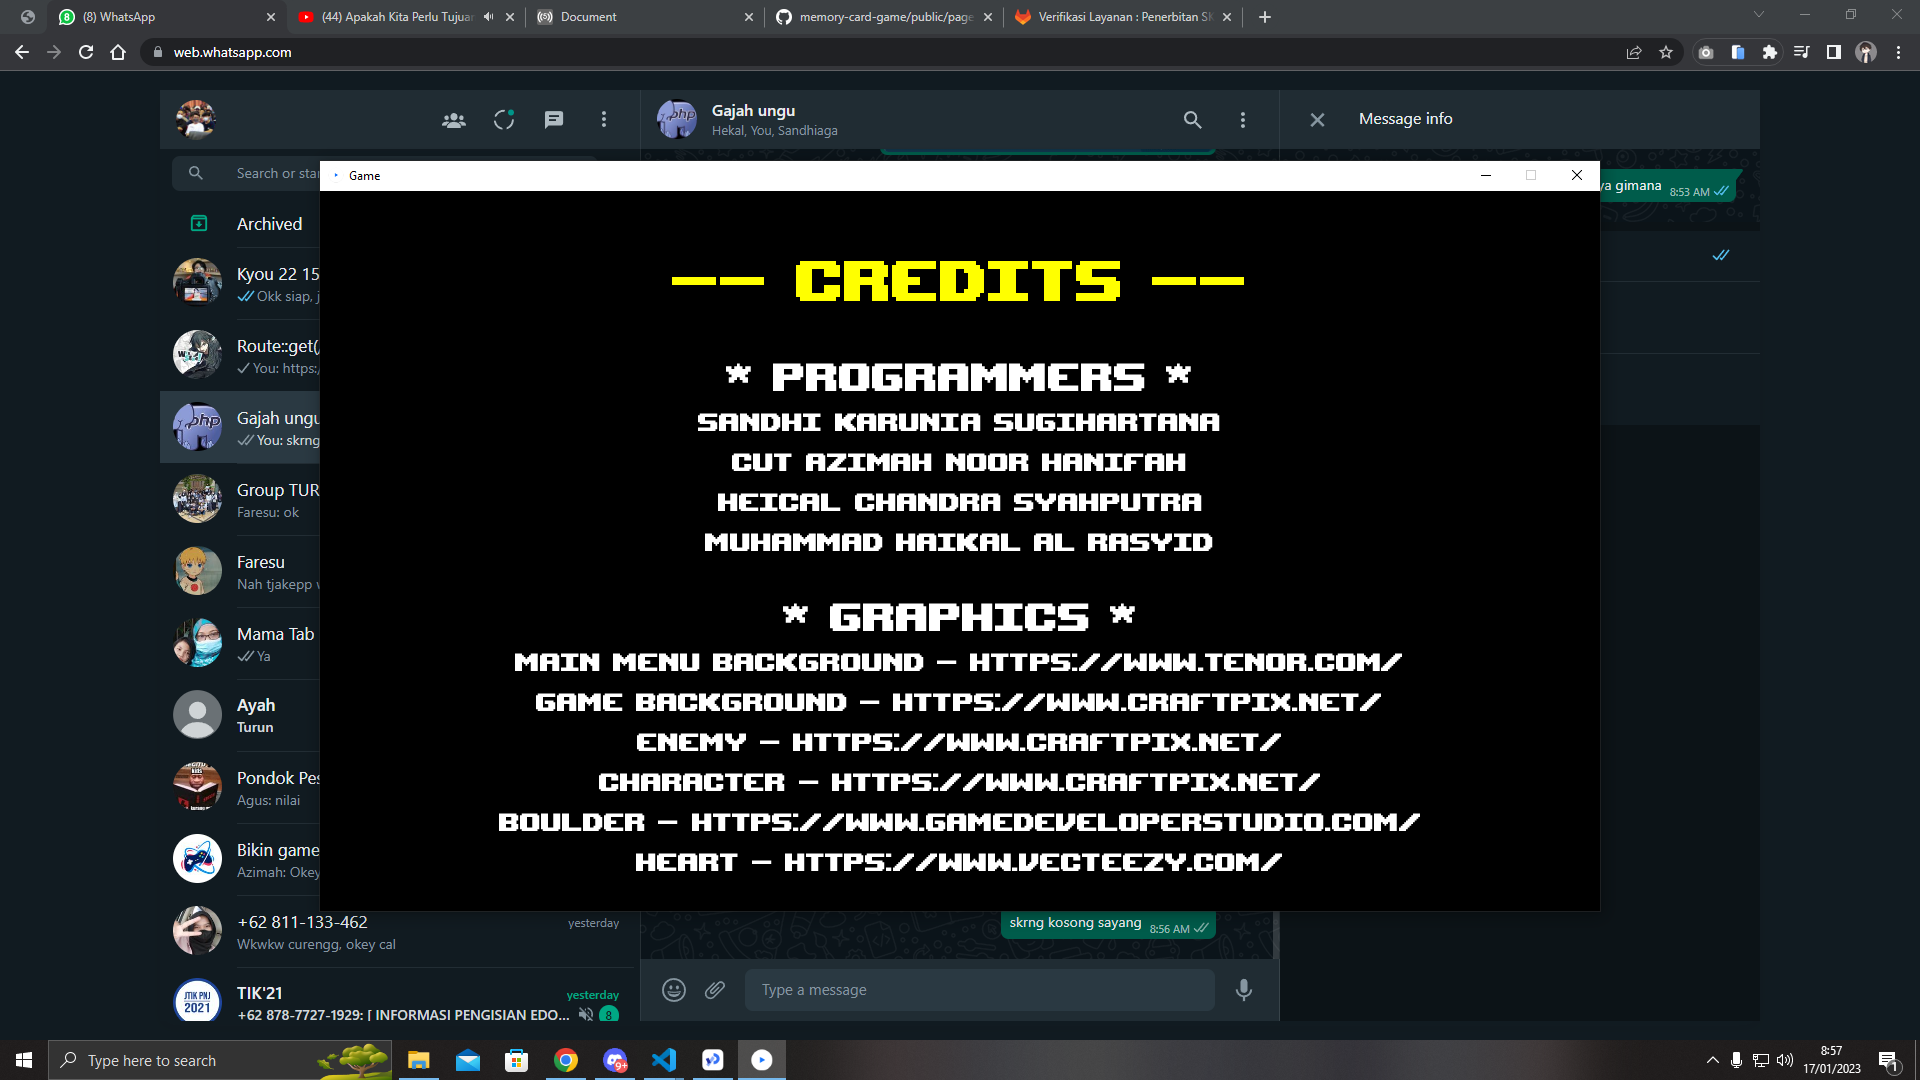 (8) WhatsApp
(44) Apakah Kita Perlu Tujuan
Document
memory-card-game/public/page
Verifikasi Layanan : Penerbitan SK
web.whatsapp.com
Gajah ungu
Hekal, You, Sandhiaga
Message info
Search or star
ya gimana 8:53 AM
Game
Archived
Kyou 22 15
Okk siap, j
Route::get(
You: https:/
Gajah ungu
You: skrng
Group TUR
Faresu: ok
Faresu
Nah tjakepp w
Mama Tab
Ya
Ayah
Turun
Pondok Pes
Agus: nilai
Bikin game
Azimah: Okey
+62 811-133-462
yesterday
Wkwkw curengg, okey cal
TIK'21
yesterday
+62 878-7727-1929: [ INFORMASI PENGISIAN EDO... 8
JTIK PNJ
2021
php
-- CREDITS --
* PROGRAMMERS *
SANDHI KARUNIA SUGIHARTANA
CUT AZIMAH NOOR HANIFAH
HEICAL CHANDRA SYAHPUTRA
MUHAMMAD HAIKAL AL RASYID
* GRAPHICS *
MAIN MENU BACKGROUND - HTTPS://WWW.TENOR.COM/
GAME BACKGROUND - HTTPS://WWW.CRAFTPIX.NET/
ENEMY - HTTPS://WWW.CRAFTPIX.NET/
CHARACTER - HTTPS://WWW.CRAFTPIX.NET/
BOULDER - HTTPS://WWW.GAMEDEVELOPERSTUDIO.COM/
HEART - HTTPS://WWW.VECTEEZY.COM/
skrng kosong sayang 8:56 AM
Type a message
Type here to search
9+
8:57
17/01/2023
1